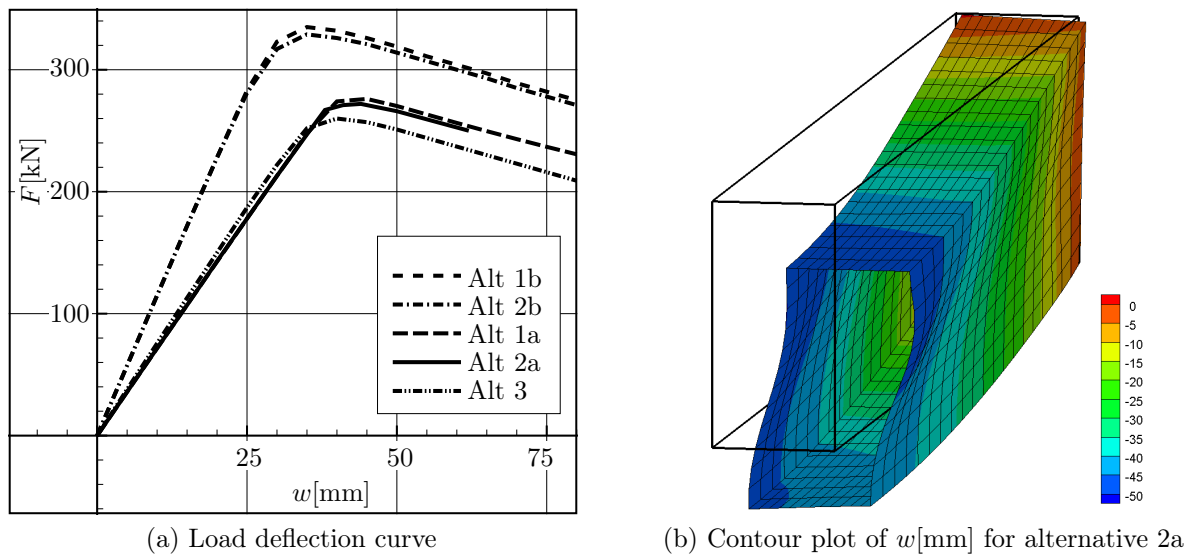 300
200
100
F[kN]
25
50
75
w[mm]
Alt 1b
Alt 2b
Alt 1a
Alt 2a
Alt 3
0
-5
-10
-15
-20
-25
-30
-35
-40
-45
-50
(a) Load deflection curve
(b) Contour plot of w[mm] for alternative 2a